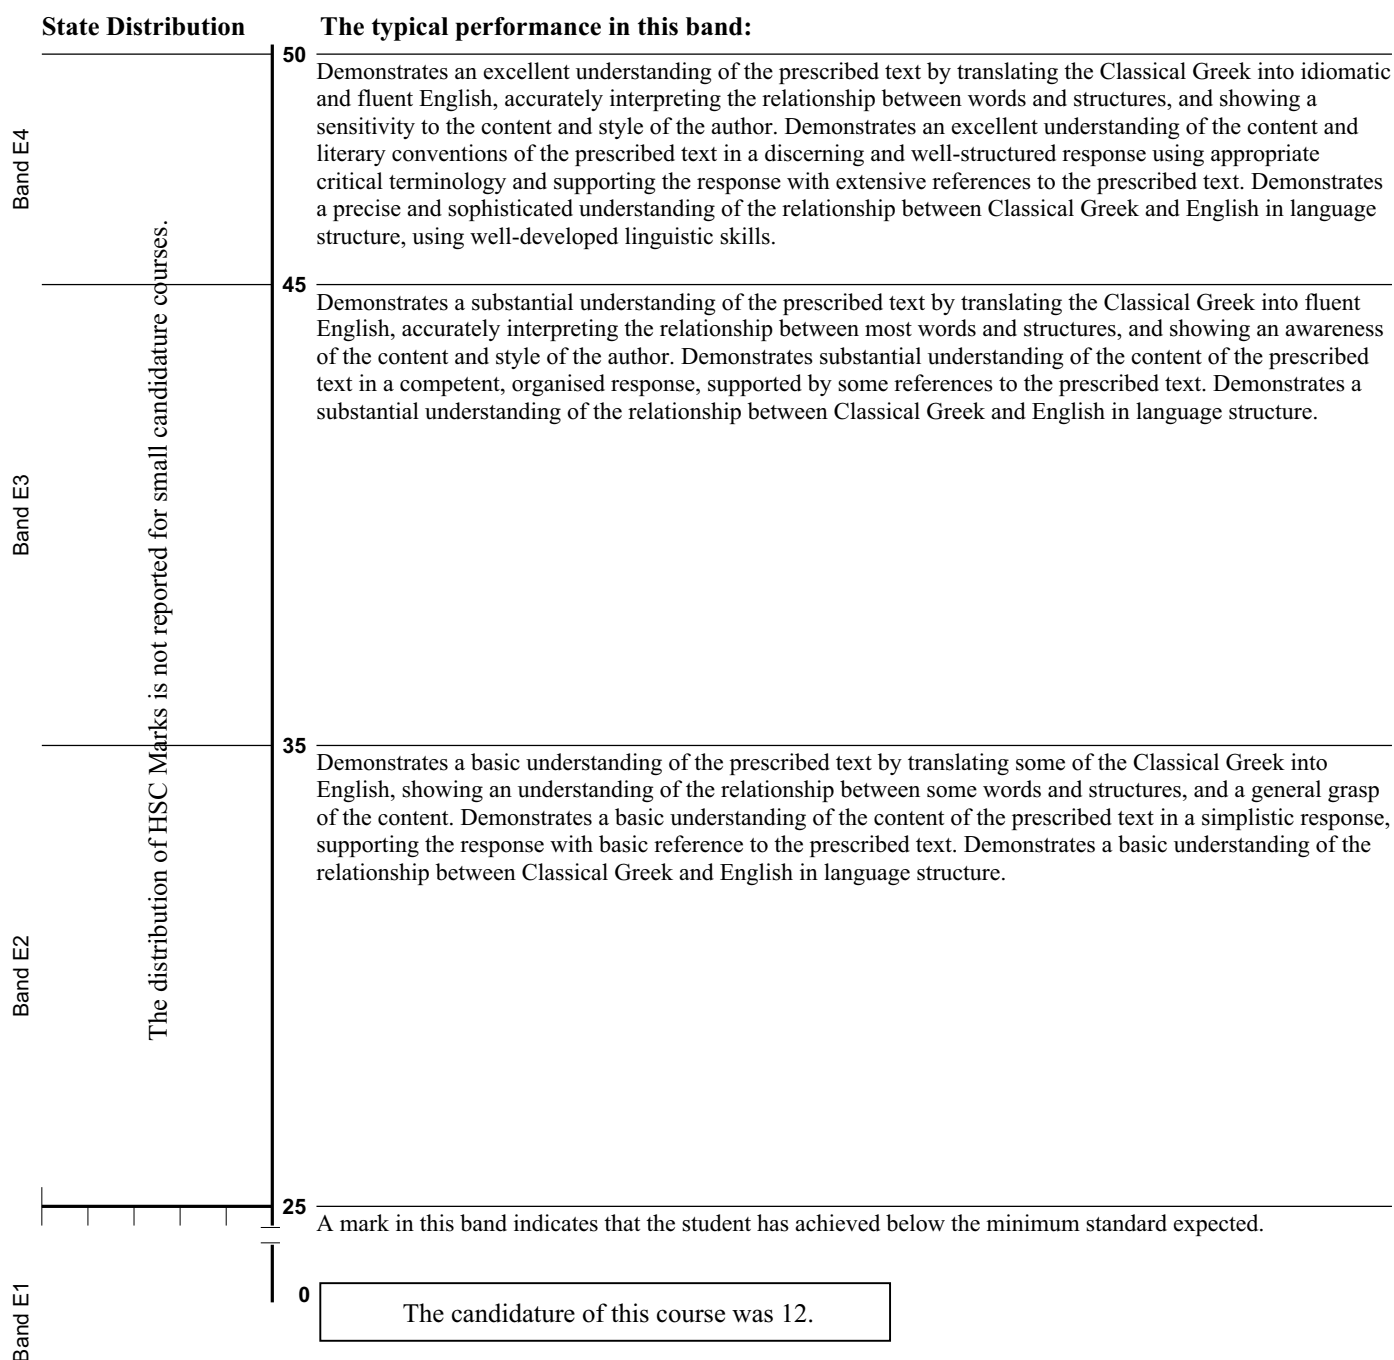 State Distribution
The typical performance in this band:
50
Demonstrates an excellent understanding of the prescribed text by translating the Classical Greek into idiomatic
and fluent English, accurately interpreting the relationship between words and structures, and showing a
sensitivity to the content and style of the author. Demonstrates an excellent understanding of the content and
literary conventions of the prescribed text in a discerning and well-structured response using appropriate
critical terminology and supporting the response with extensive references to the prescribed text. Demonstrates
a precise and sophisticated understanding of the relationship between Classical Greek and English in language
structure, using well-developed linguistic skills.
Band E4
45
Demonstrates a substantial understanding of the prescribed text by translating the Classical Greek into fluent
English, accurately interpreting the relationship between most words and structures, and showing an awareness
of the content and style of the author. Demonstrates substantial understanding of the content of the prescribed
text in a competent, organised response, supported by some references to the prescribed text. Demonstrates a
substantial understanding of the relationship between Classical Greek and English in language structure.
Band E3
The distribution of HSC Marks is not reported for small candidature courses.
35
Demonstrates a basic understanding of the prescribed text by translating some of the Classical Greek into
English, showing an understanding of the relationship between some words and structures, and a general grasp
of the content. Demonstrates a basic understanding of the content of the prescribed text in a simplistic response,
supporting the response with basic reference to the prescribed text. Demonstrates a basic understanding of the
relationship between Classical Greek and English in language structure.
Band E2
25
A mark in this band indicates that the student has achieved below the minimum standard expected.
0
Band E1
The candidature of this course was 12.